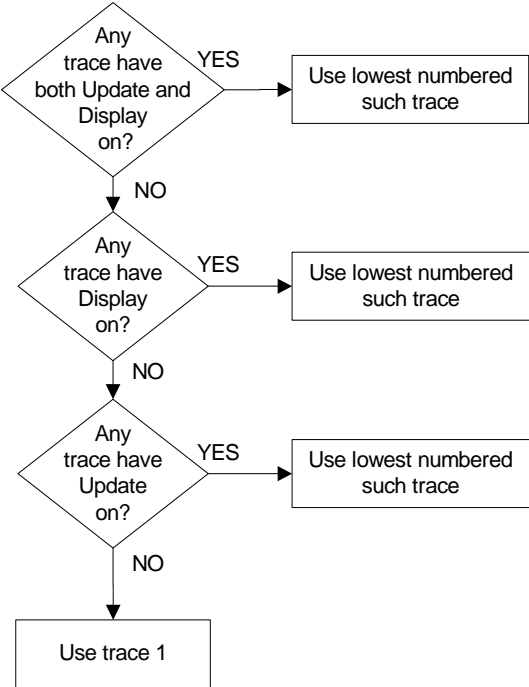 Any
trace have
both Update and
Display
on?
YES
Use lowest numbered
such trace
NO
Any
trace have
Display
on?
YES
Use lowest numbered
such trace
NO
Any
trace have
Update
on?
YES
Use lowest numbered
such trace
NO
Use trace 1